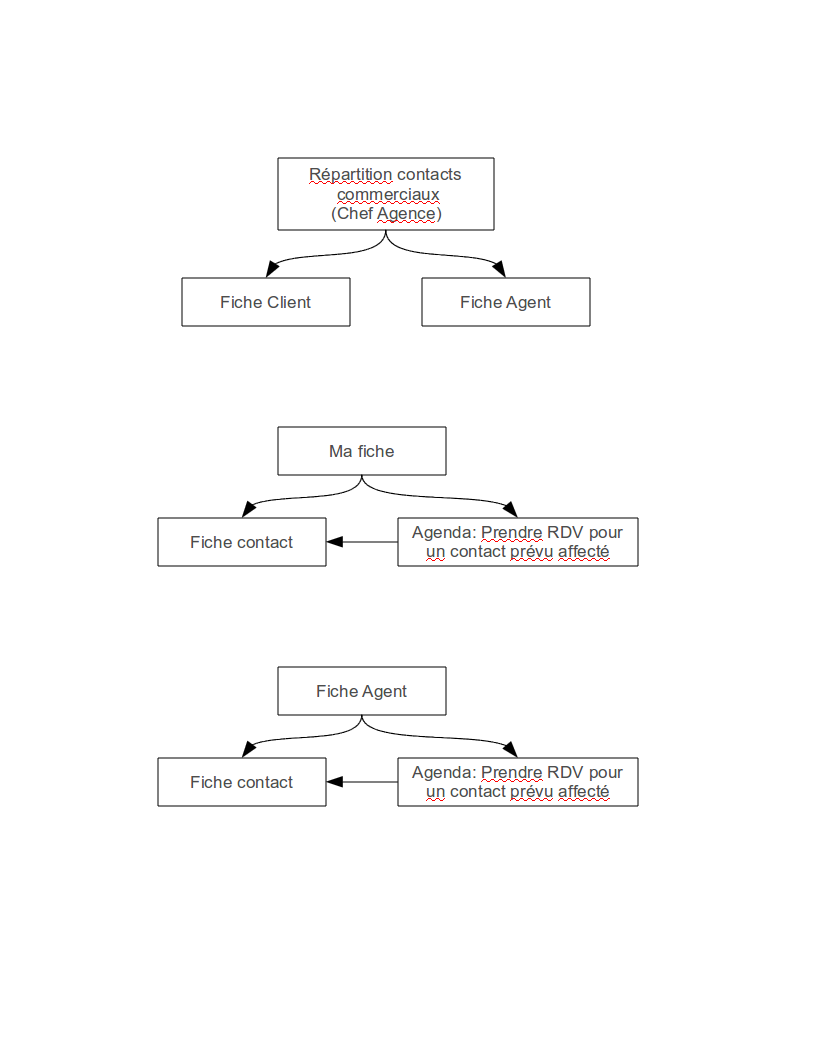 Répartition contacts
commerciaux
(Chef Agence)
Fiche Client
Fiche Agent
Ma fiche
Fiche contact
Agenda: Prendre RDV pour
un contact prévu affecté
Fiche Agent
Fiche contact
Agenda: Prendre RDV pour
un contact prévu affecté